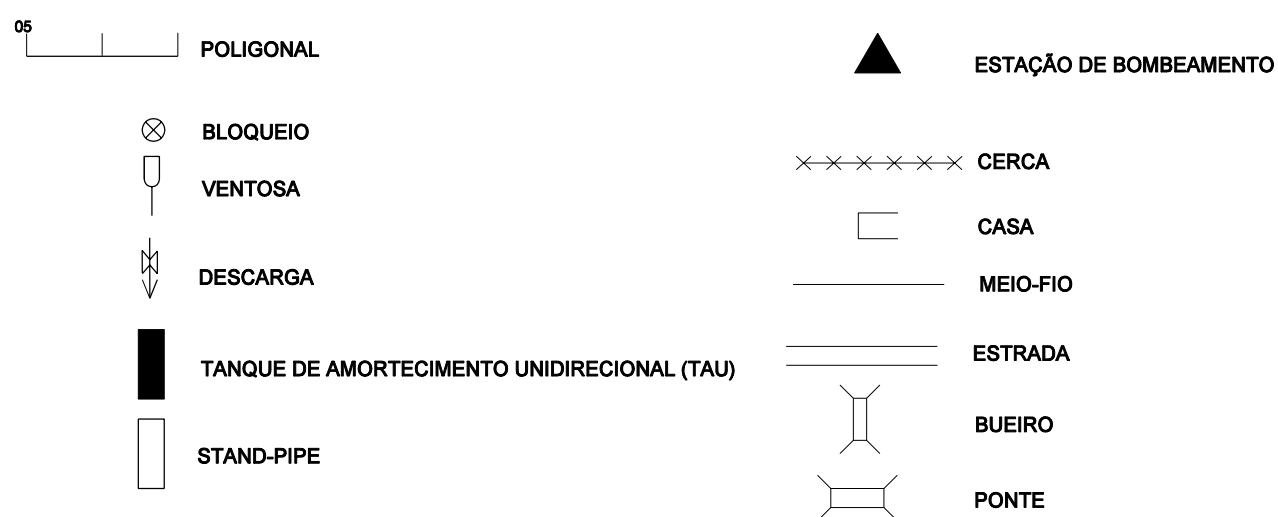 05
POLIGONAL
BLOQUEIO
VENTOSA
DESCARGA
TANQUE DE AMORTECIMENTO UNIDIRECIONAL (TAU)
STAND-PIPE
ESTAÇÃO DE BOMBEAMENTO
CERCA
CASA
MEIO-FIO
ESTRADA
BUEIRO
PONTE